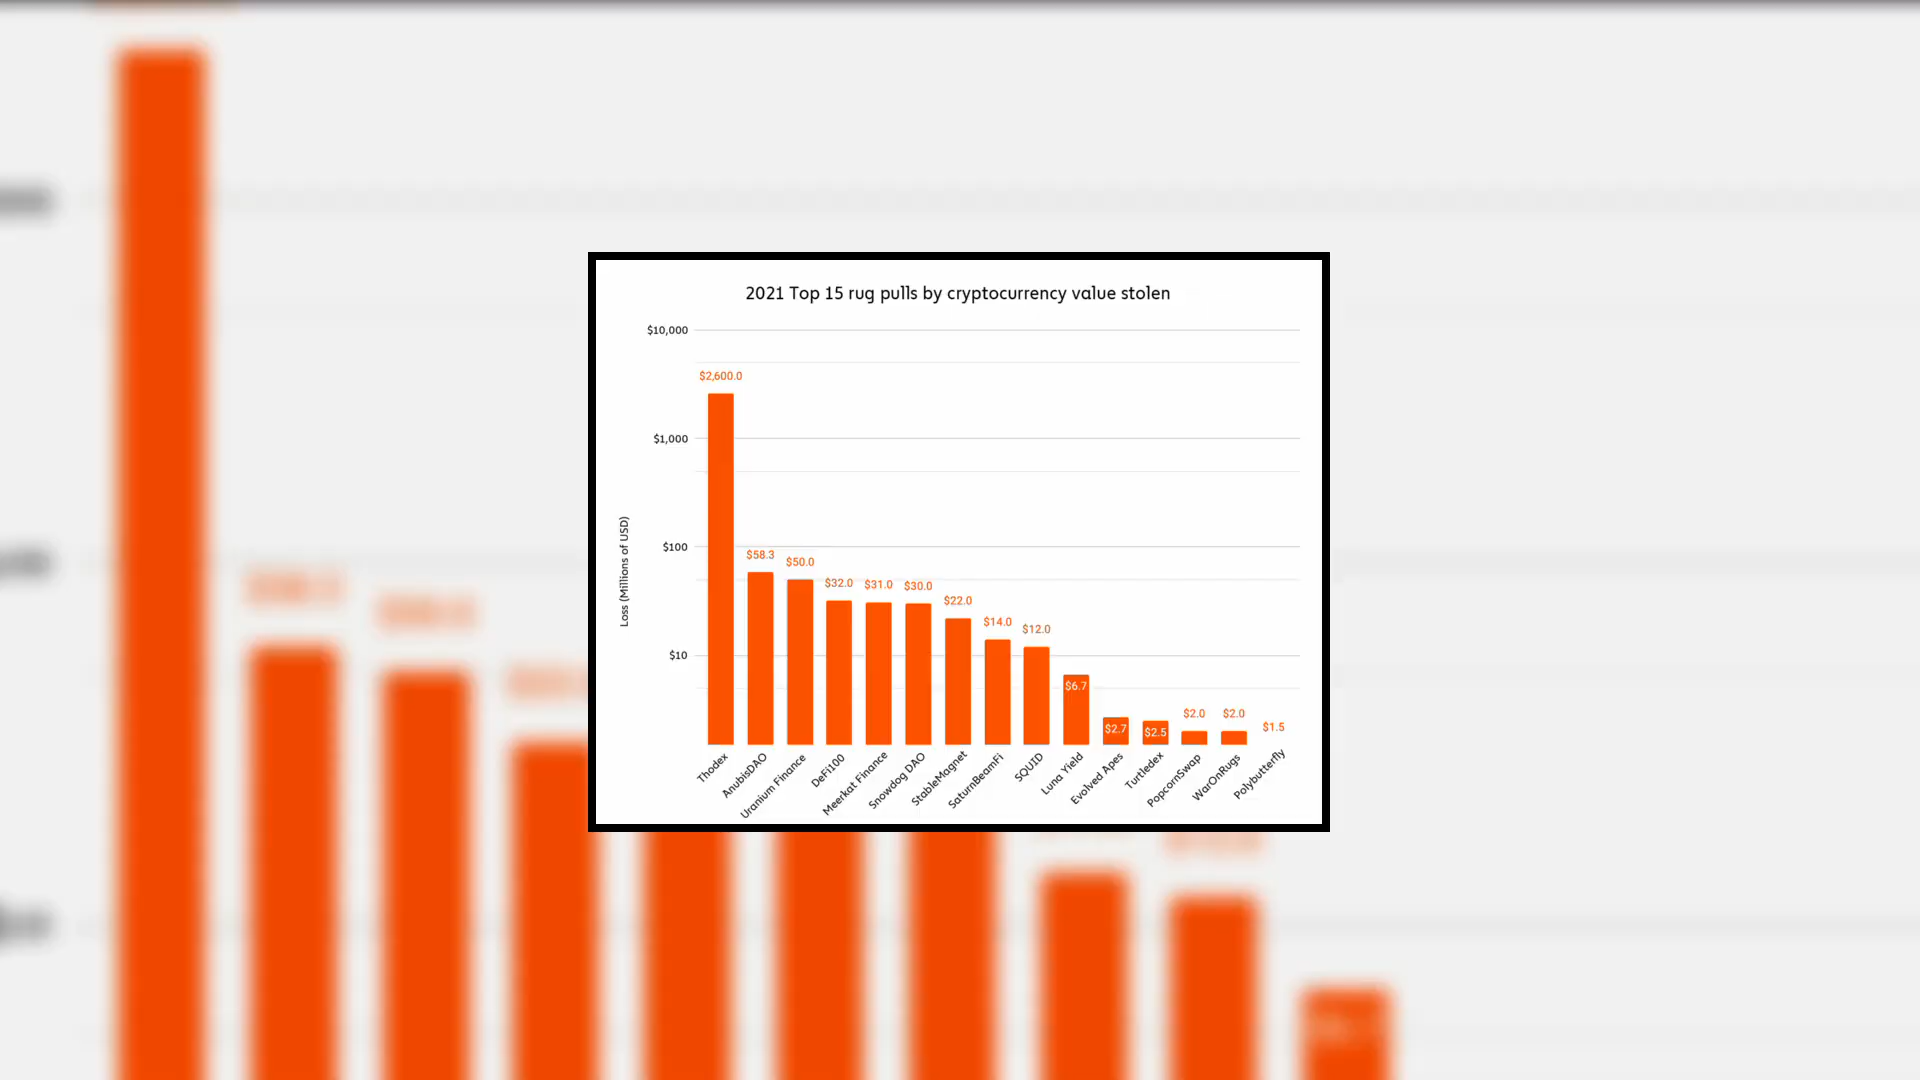 2021 Top 15 rug pulls by cryptocurrency value stolen
$10,000
$2,600.0
$1,000
Loss (Millions of USD)
$100
$58.3
$50.0
$32.0
$31.0
$30.0
$22.0
$14.0
$12.0
$10
$6.7
$2.7
$2.5
$2.0
$2.0
$1.5
Thodex
AnubisDAO
Uranium Finance
DeFi100
Meerkat Finance
Snowdog DAO
StableMagnet
SaturnBeamFi
SQUID
Luna Yield
Evolved Apes
Turtledex
PopcornSwap
WarOnRugs
Polybutterfly